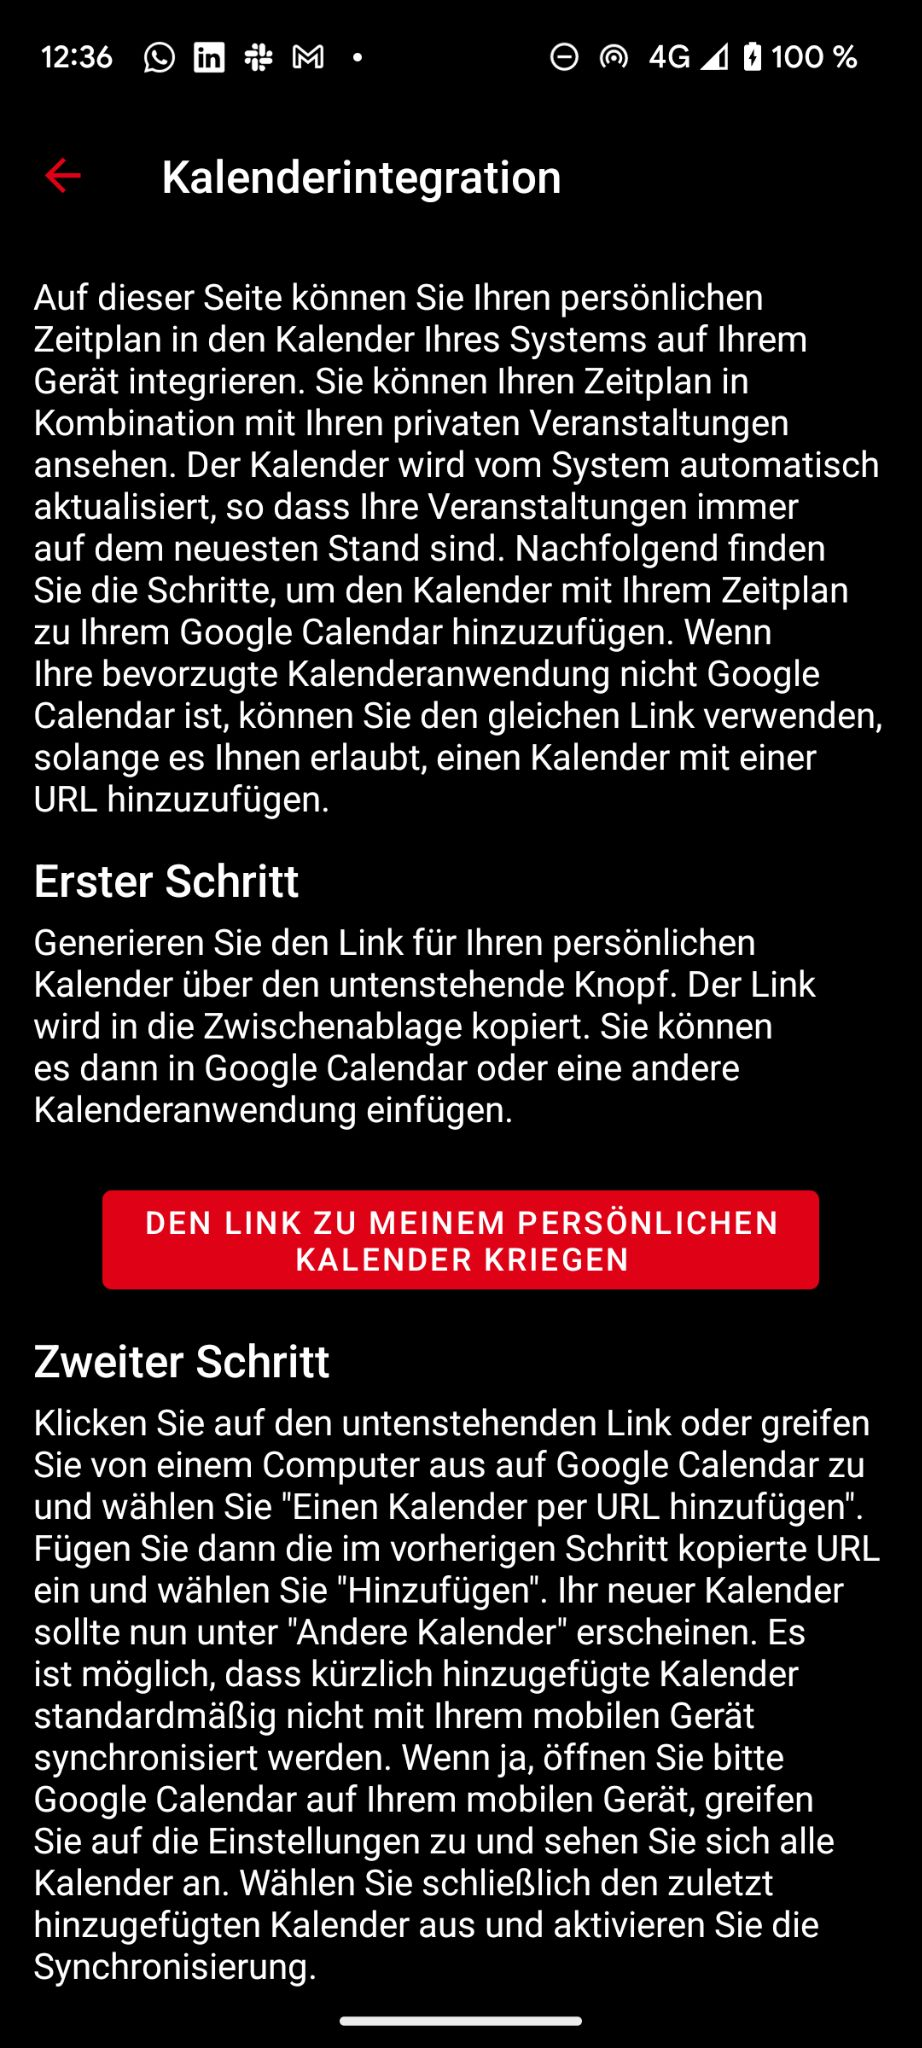 12:36 4G 100 %
Kalenderintegration
Auf dieser Seite können Sie Ihren persönlichen
Zeitplan in den Kalender Ihres Systems auf Ihrem
Gerät integrieren. Sie können Ihren Zeitplan in
Kombination mit Ihren privaten Veranstaltungen
ansehen. Der Kalender wird vom System automatisch
aktualisiert, so dass Ihre Veranstaltungen immer
auf dem neuesten Stand sind. Nachfolgend finden
Sie die Schritte, um den Kalender mit Ihrem Zeitplan
zu Ihrem Google Calendar hinzuzufügen. Wenn
Ihre bevorzugte Kalenderanwendung nicht Google
Calendar ist, können Sie den gleichen Link verwenden,
solange es Ihnen erlaubt, einen Kalender mit einer
URL hinzuzufügen.
Erster Schritt
Generieren Sie den Link für Ihren persönlichen
Kalender über den untenstehende Knopf. Der Link
wird in die Zwischenablage kopiert. Sie können
es dann in Google Calendar oder eine andere
Kalenderanwendung einfügen.
DEN LINK ZU MEINEM PERSÖNLICHEN
KALENDER KRIEGEN
Zweiter Schritt
Klicken Sie auf den untenstehenden Link oder greifen
Sie von einem Computer aus auf Google Calendar zu
und wählen Sie "Einen Kalender per URL hinzufügen".
Fügen Sie dann die im vorherigen Schritt kopierte URL
ein und wählen Sie "Hinzufügen". Ihr neuer Kalender
sollte nun unter "Andere Kalender" erscheinen. Es
ist möglich, dass kürzlich hinzugefügte Kalender
standardmäßig nicht mit Ihrem mobilen Gerät
synchronisiert werden. Wenn ja, öffnen Sie bitte
Google Calendar auf Ihrem mobilen Gerät, greifen
Sie auf die Einstellungen zu und sehen Sie sich alle
Kalender an. Wählen Sie schließlich den zuletzt
hinzugefügten Kalender aus und aktivieren Sie die
Synchronisierung.